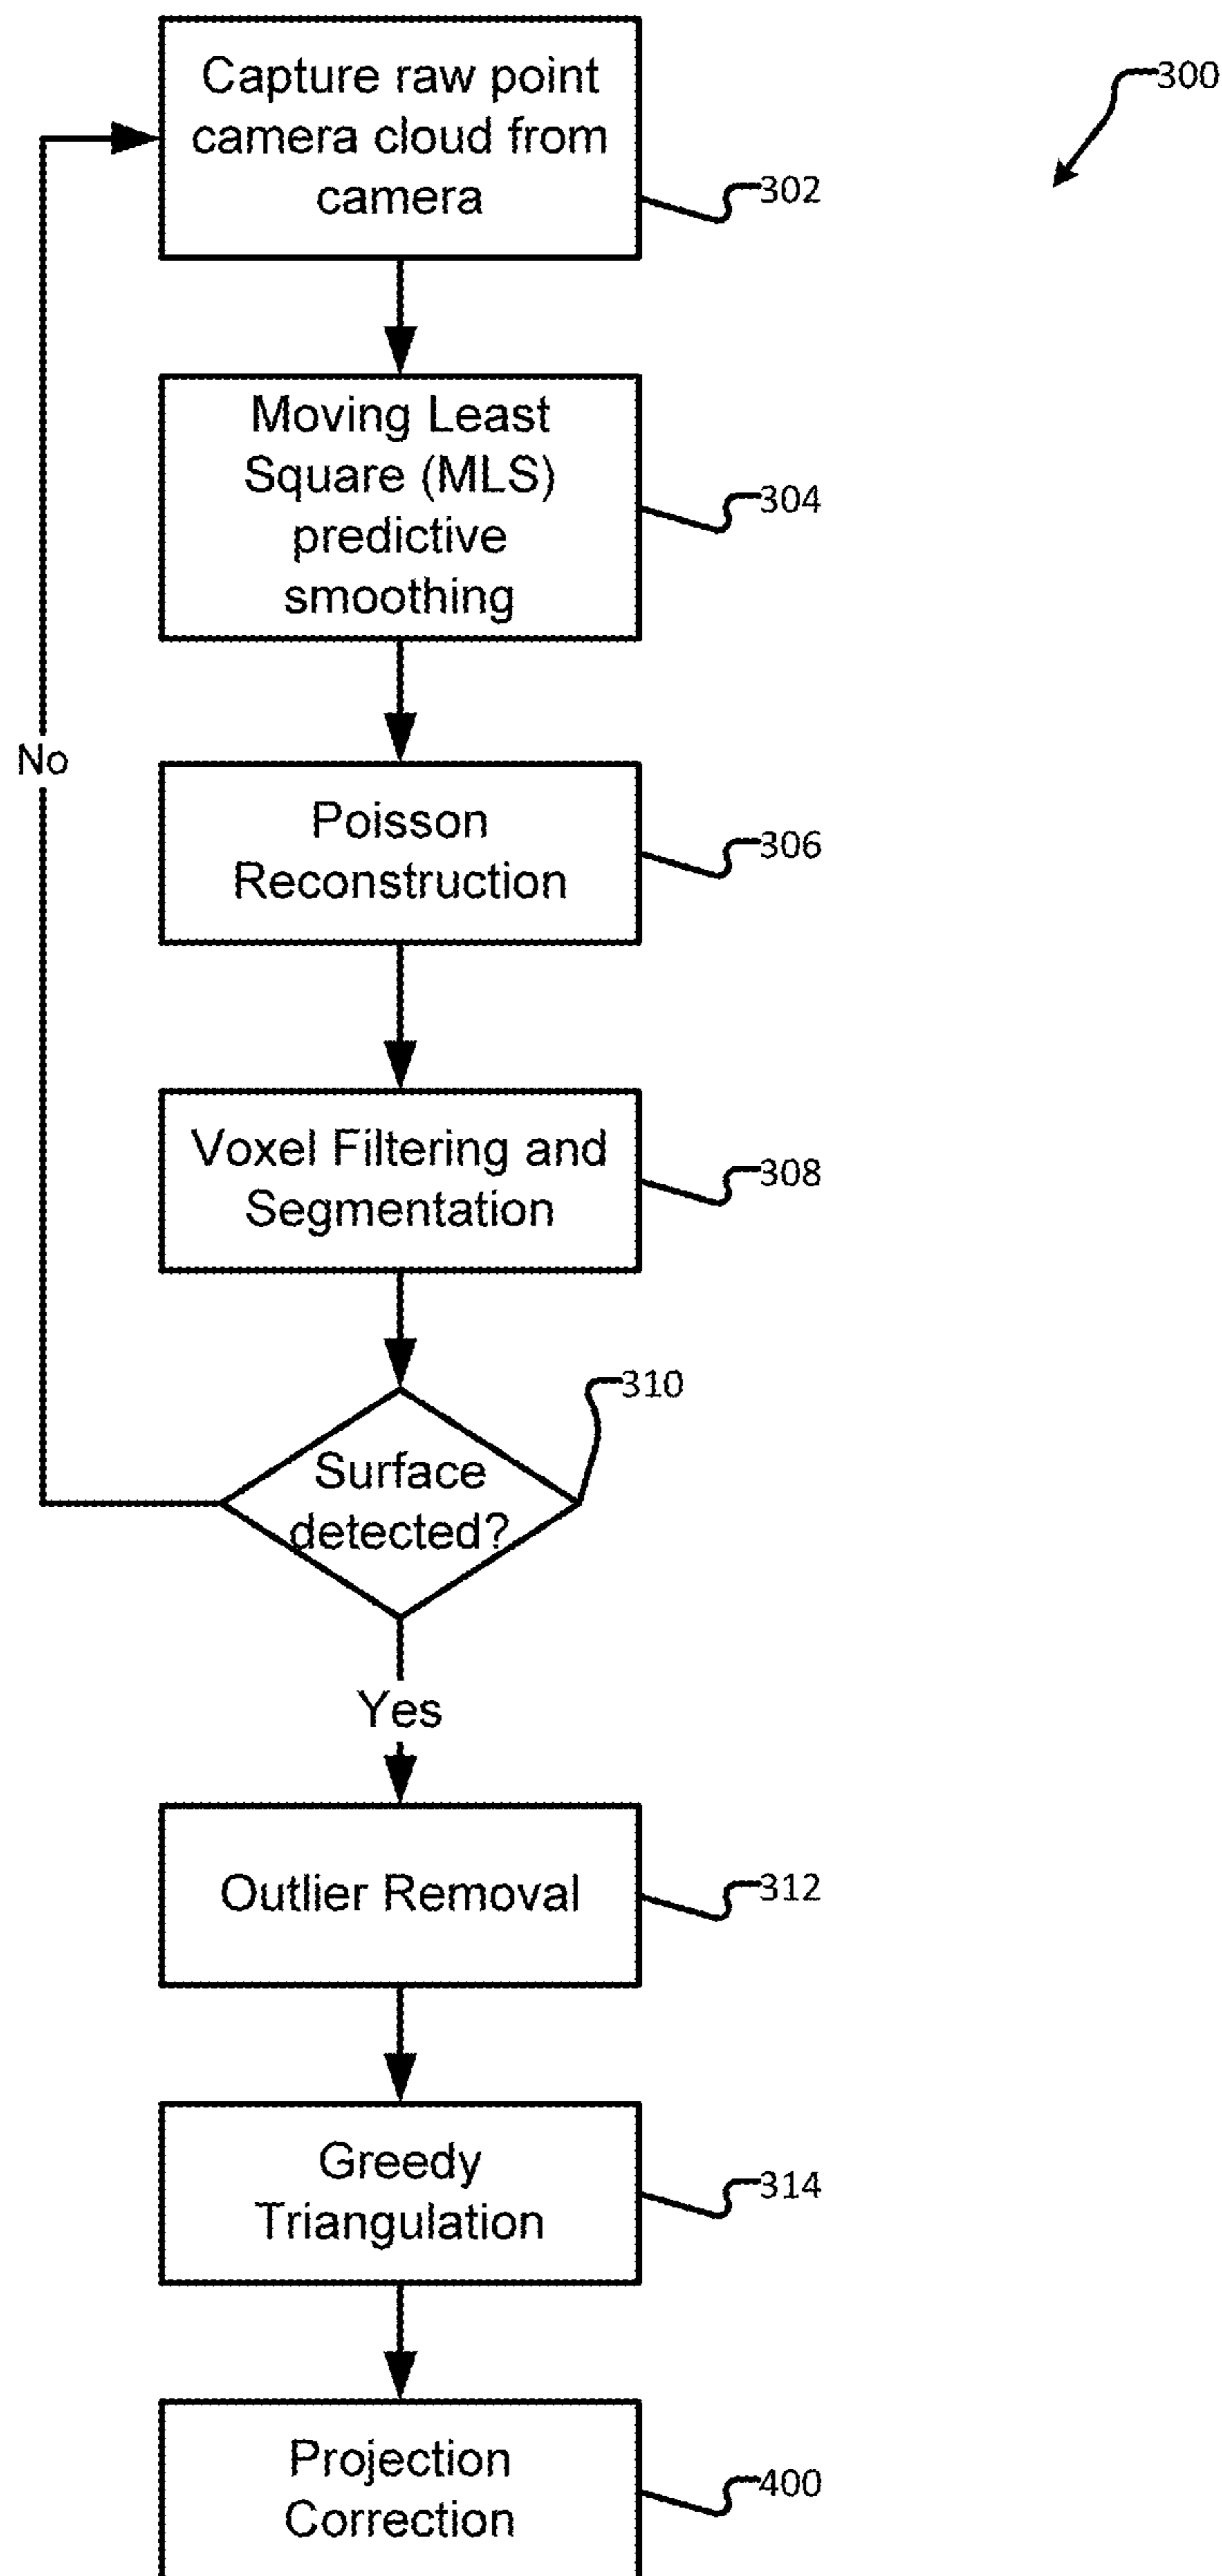 Capture raw point
camera cloud from
camera
300
302
Moving Least
Square (MLS)
predictive
smoothing
304
No
Poisson
Reconstruction
306
Voxel Filtering and
Segmentation
308
310
Surface
detected?
Yes
Outlier Removal
312
Greedy
Triangulation
314
Projection
Correction
400